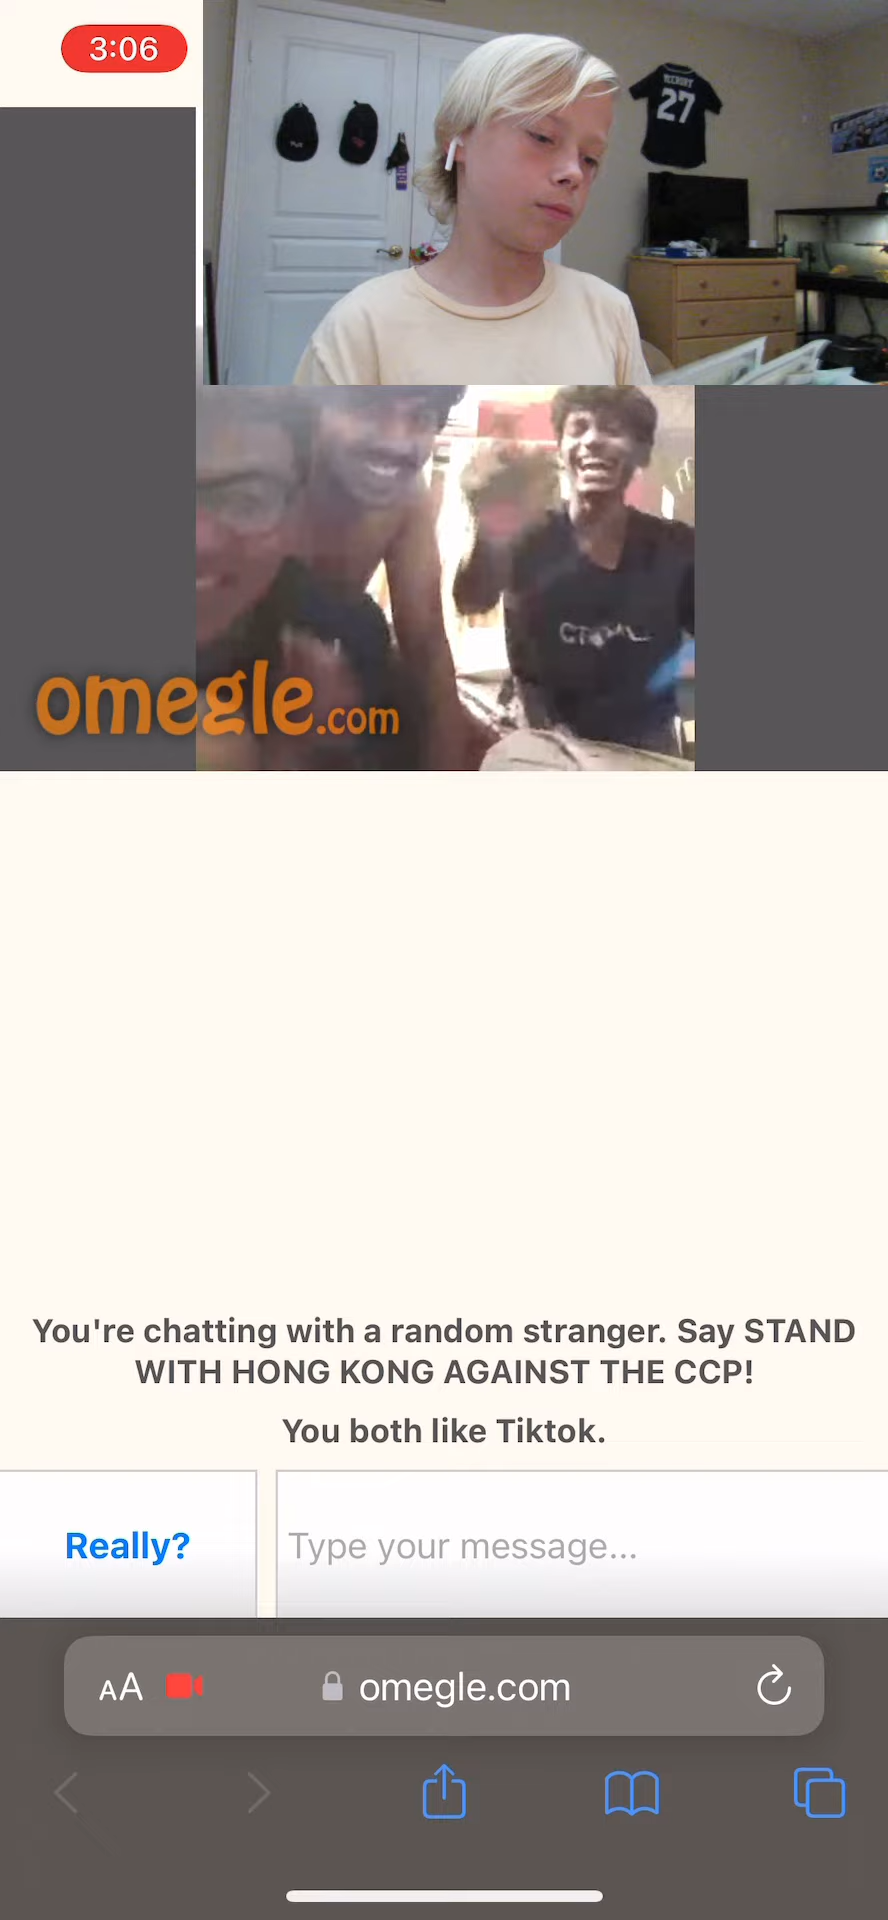 3:06
27
omegle.com
You're chatting with a random stranger. Say STAND
WITH HONG KONG AGAINST THE CCP!
You both like Tiktok.
Really?
Type your message...
AA
omegle.com